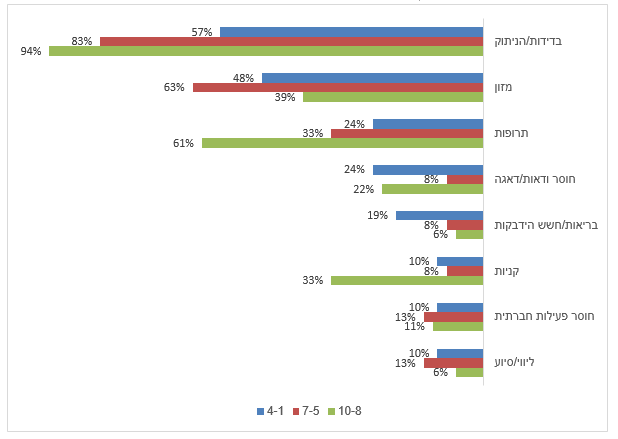 57%
83%
94%
בדידות/הניתוק
48%
63%
39%
מזון
24%
33%
61%
תרופות
24%
8%
22%
חוסר ודאות/דאגה
19%
8%
6%
בריאות/חשש הידבקות
10%
8%
33%
קניות
10%
13%
11%
חוסר פעילות חברתית
10%
13%
6%
ליווי/סיוע
4-1 7-5 10-8